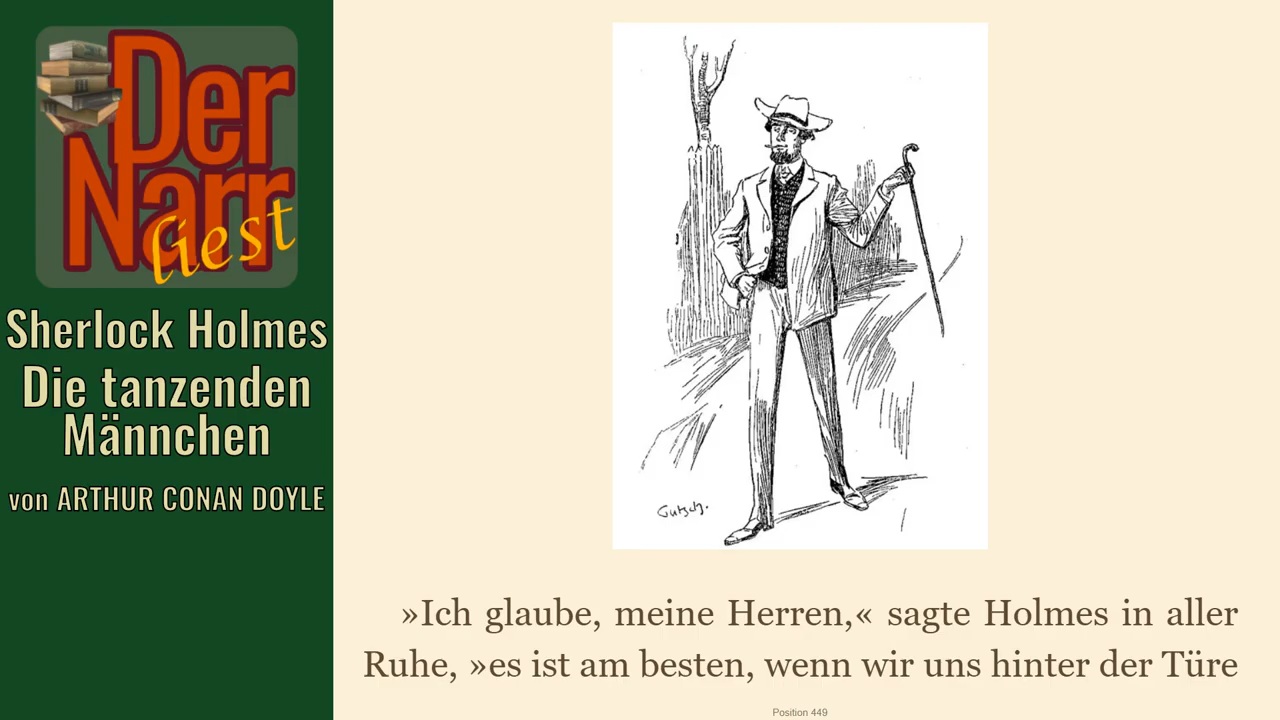 Der
Narr
liest
Sherlock Holmes
Die tanzenden
Männchen
von ARTHUR CONAN DOYLE
Gutsch.
»Ich glaube, meine Herren,« sagte Holmes in aller
Ruhe, »es ist am besten, wenn wir uns hinter der Türe
Position 449